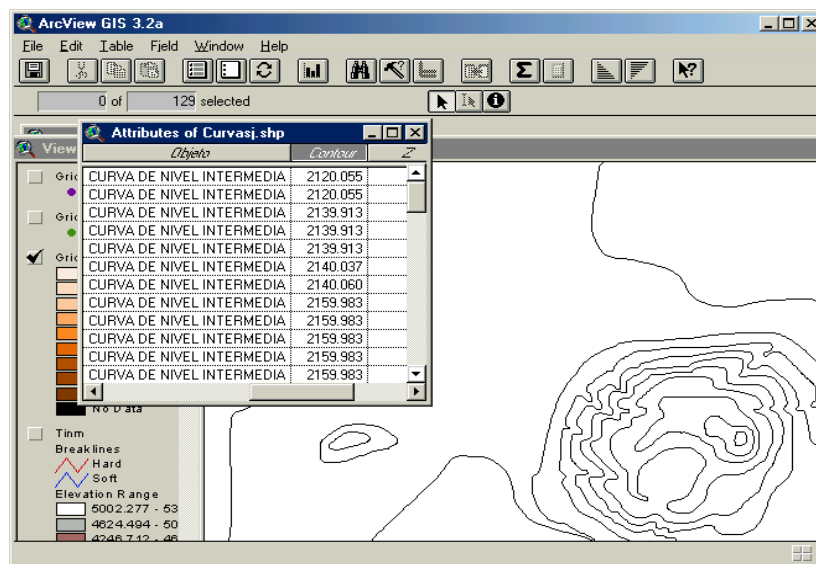 ArcView GIS 3.2a
File Edit Table Field Window Help
0 of 129 selected
Attributes of Curvasj.shp
View
Objeto Contour Z
CURVA DE NIVEL INTERMEDIA 2120.055
CURVA DE NIVEL INTERMEDIA 2120.055
CURVA DE NIVEL INTERMEDIA 2139.913
CURVA DE NIVEL INTERMEDIA 2139.913
CURVA DE NIVEL INTERMEDIA 2139.913
CURVA DE NIVEL INTERMEDIA 2140.037
CURVA DE NIVEL INTERMEDIA 2140.060
CURVA DE NIVEL INTERMEDIA 2159.983
CURVA DE NIVEL INTERMEDIA 2159.983
CURVA DE NIVEL INTERMEDIA 2159.983
CURVA DE NIVEL INTERMEDIA 2159.983
CURVA DE NIVEL INTERMEDIA 2159.983
Gric
Gric
Gric
No Data
Tinm
Breaklines
Hard
Soft
Elevation Range
5002.277 - 53
4624.494 - 50
4246.712 - 46